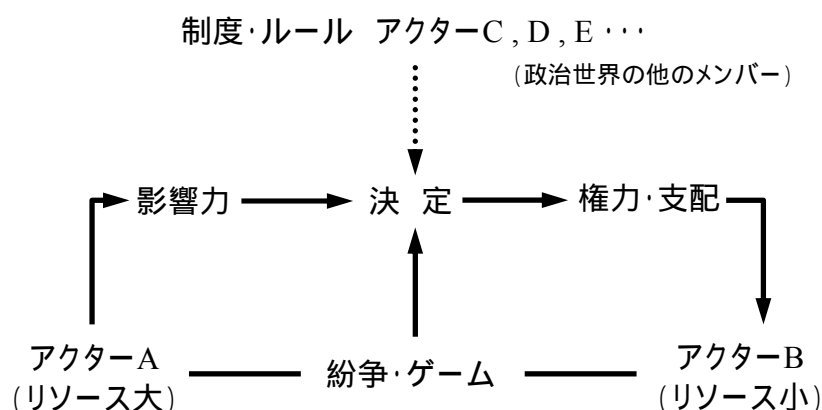 制度・ルール アクターC , D , E ・・・
(政治世界の他のメンバー)
影響力 決 定 権力・支配
アクターA 紛争・ゲーム アクターB
(リソース大) (リソース小)